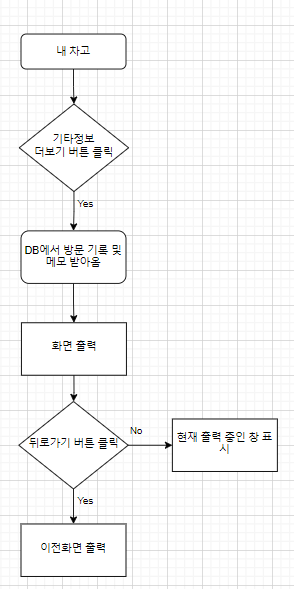 내 차고
기타정보
더보기 버튼 클릭
Yes
DB에서 방문 기록 및
메모 받아옴
화면 출력
뒤로가기 버튼 클릭
No
현재 출력 중인 창 표
시
Yes
이전화면 출력